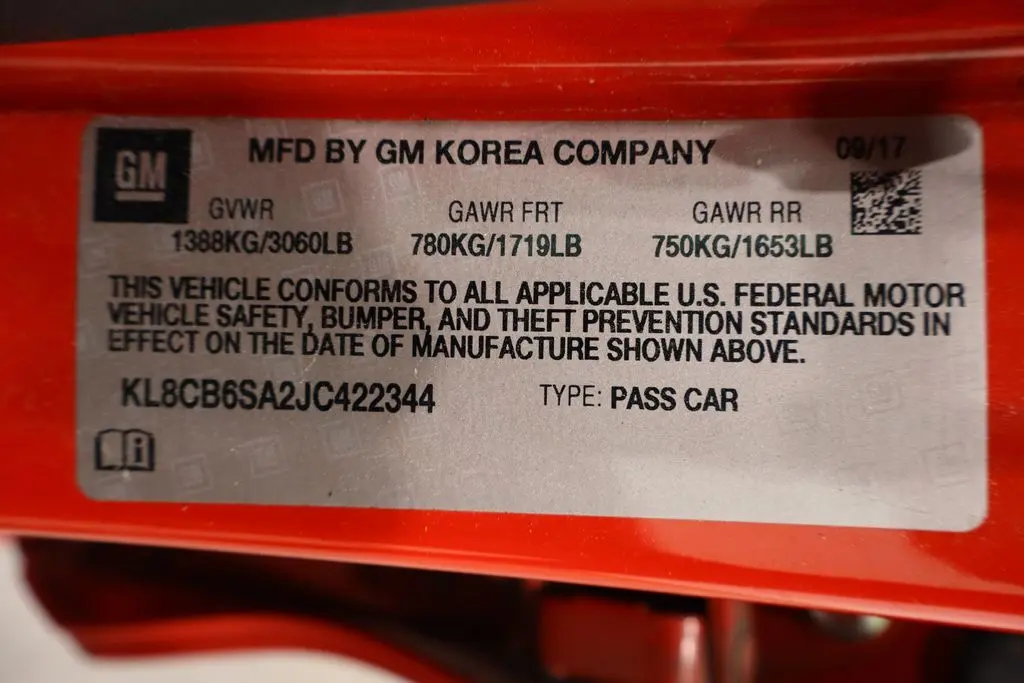 GM MFD BY GM KOREA COMPANY 09/17
GVWR GAWR FRT GAWR RR
1388KG/3060LB 780KG/1719LB 750KG/1653LB
THIS VEHICLE CONFORMS TO ALL APPLICABLE U.S. FEDERAL MOTOR
VEHICLE SAFETY, BUMPER, AND THEFT PREVENTION STANDARDS IN
EFFECT ON THE DATE OF MANUFACTURE SHOWN ABOVE.
KL8CB6SA2JC422344 TYPE: PASS CAR